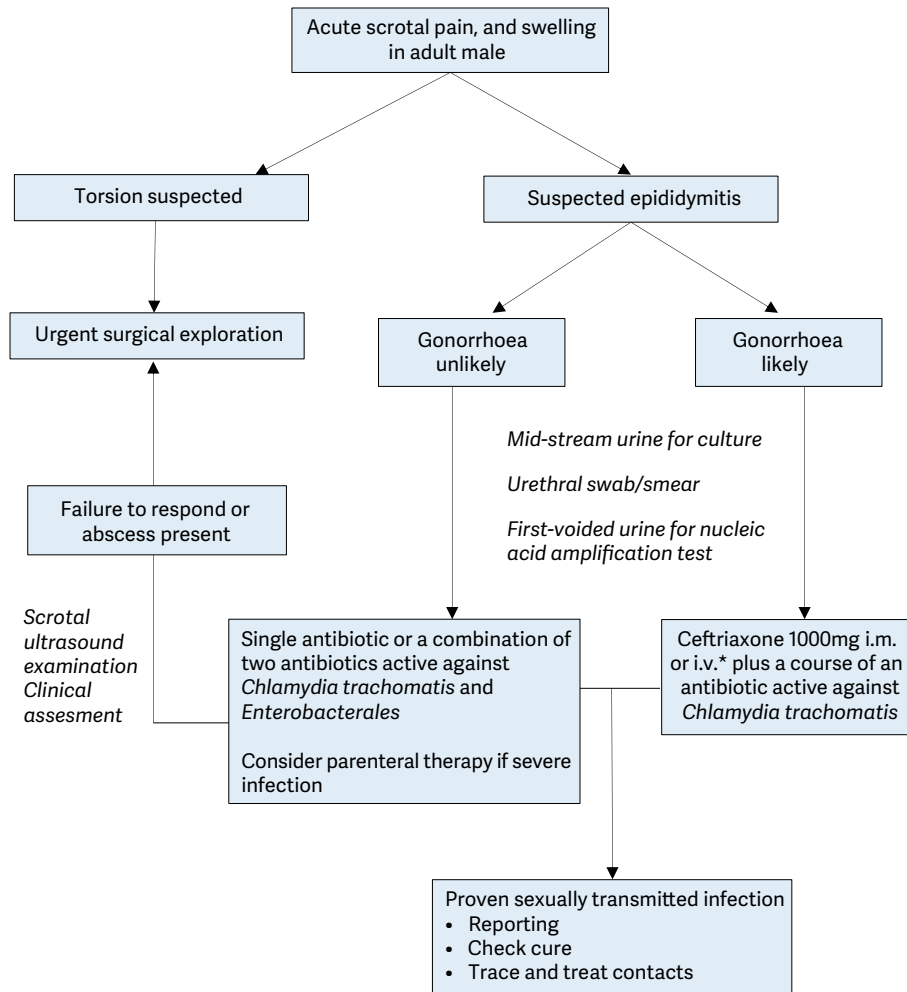 Acute scrotal pain, and swelling
in adult male
Torsion suspected
Suspected epididymitis
Urgent surgical exploration
Gonorrhoea
unlikely
Gonorrhoea
likely
Mid-stream urine for culture
Urethral swab/smear
First-voided urine for nucleic
acid amplification test
Failure to respond or
abscess present
Scrotal
ultrasound
examination
Clinical
assesment
Single antibiotic or a combination of
two antibiotics active against
Chlamydia trachomatis and
Enterobacterales
Consider parenteral therapy if severe
infection
Ceftriaxone 1000mg i.m.
or i.v.* plus a course of an
antibiotic active against
Chlamydia trachomatis
Proven sexually transmitted infection
• Reporting
• Check cure
• Trace and treat contacts